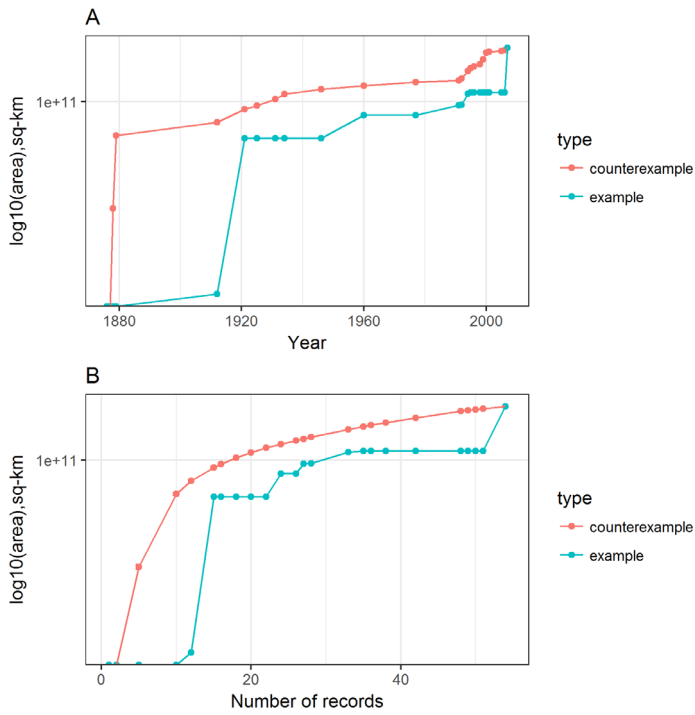 A
log10(area),sq-km
1e+11
1880
1920
1960
2000
Year
type
counterexample
example
B
log10(area),sq-km
1e+11
0
20
40
Number of records
type
counterexample
example